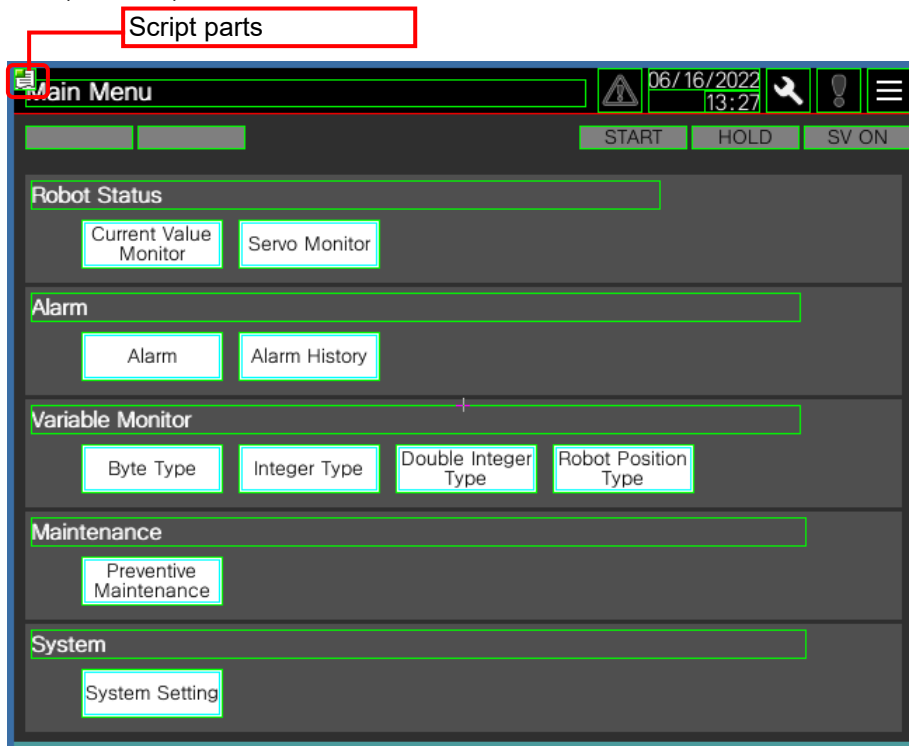 Script parts
Main Menu
06/16/2022
13:27
START HOLD SV ON
Robot Status
Current Value
Monitor
Servo Monitor
Alarm
Alarm
Alarm History
Variable Monitor
Byte Type
Integer Type
Double Integer
Type
Robot Position
Type
Maintenance
Preventive
Maintenance
System
System Setting